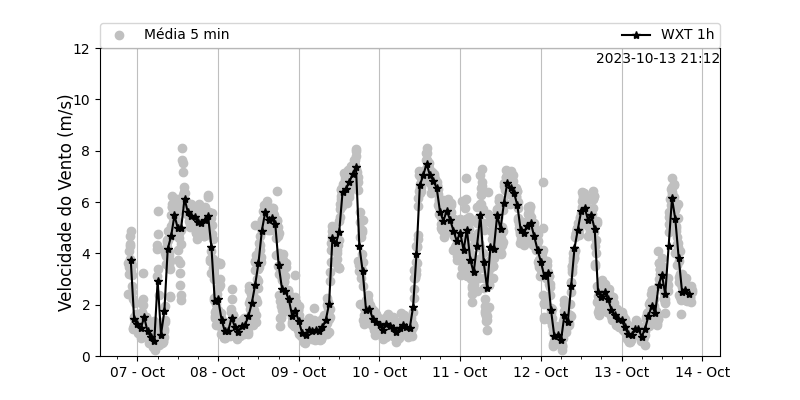 Média 5 min
WXT 1h
2023-10-13 21:12
Velocidade do Vento (m/s)
12
10
8
6
4
2
0
07 - Oct
08 - Oct
09 - Oct
10 - Oct
11 - Oct
12 - Oct
13 - Oct
14 - Oct